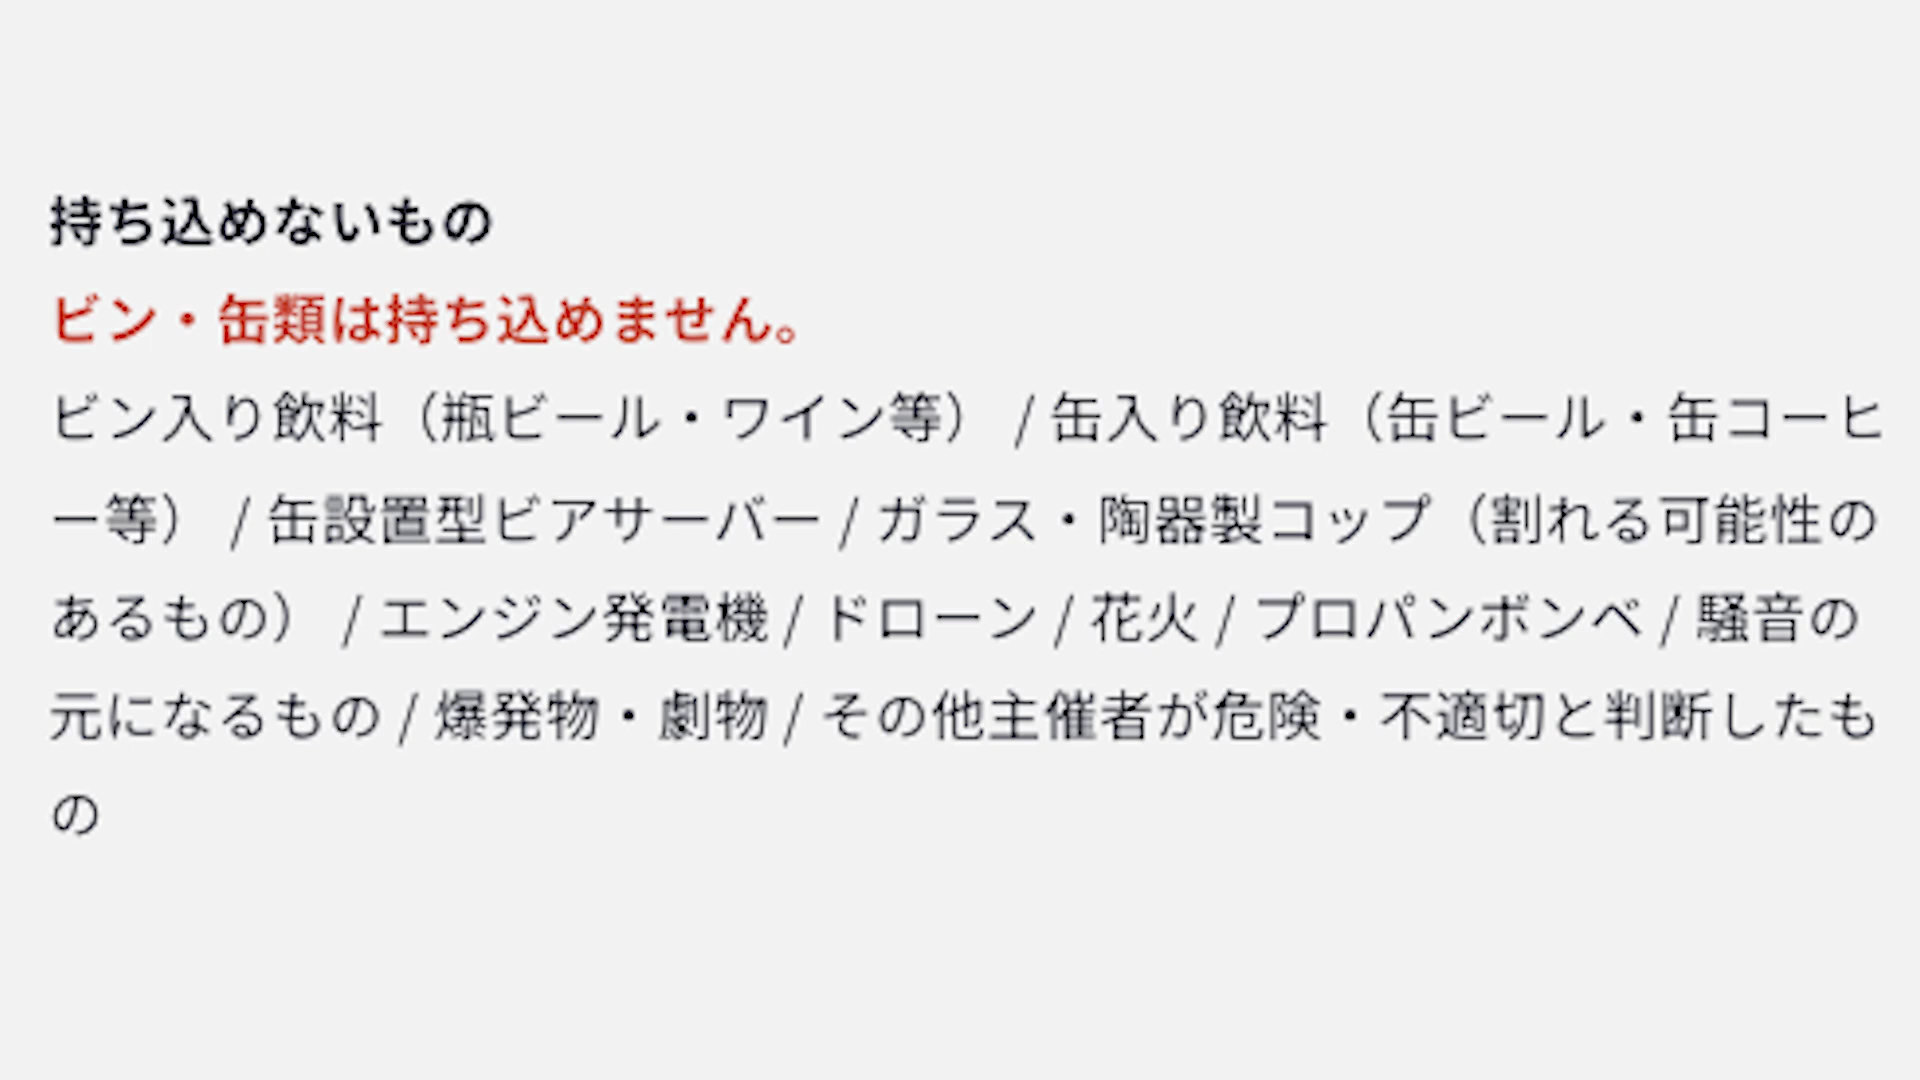 持ち込めないもの
ビン・缶類は持ち込めません。
ビン入り飲料（瓶ビール・ワイン等） / 缶入り飲料（缶ビール・缶コーヒ
ー等） / 缶設置型ビアサーバー / ガラス・陶器製コップ（割れる可能性の
あるもの） / エンジン発電機 / ドローン / 花火 / プロパンボンベ / 騒音の
元になるもの / 爆発物・劇物 / その他主催者が危険・不適切と判断したも
の